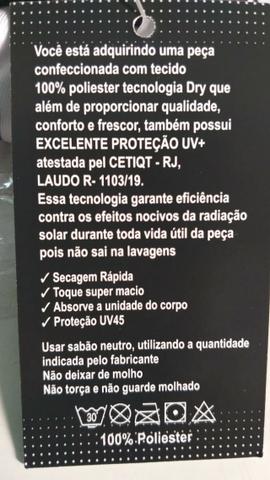 Você está adquirindo uma peça
confeccionada com tecido
100% poliester tecnologia Dry que
além de proporcionar qualidade,
conforto e frescor, também possui
EXCELENTE PROTEÇÃO UV+
atestada pel CETIQT - RJ,
LAUDO R- 1103/19.
Essa tecnologia garante eficiência
contra os efeitos nocivos da radiação
solar durante toda vida útil da peça
pois não sai na lavagens
✓ Secagem Rápida
✓ Toque super macio
✓ Absorve a unidade do corpo
✓ Proteção UV45
Usar sabão neutro, utilizando a quantidade
indicada pelo fabricante
Não deixar de molho
Não torça e não guarde molhado
30
100% Poliester